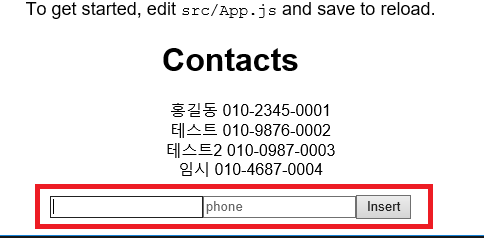 To get started, edit src/App.js and save to reload.
Contacts
홍길동 010-2345-0001
테스트 010-9876-0002
테스트2 010-0987-0003
임시 010-4687-0004
phone Insert